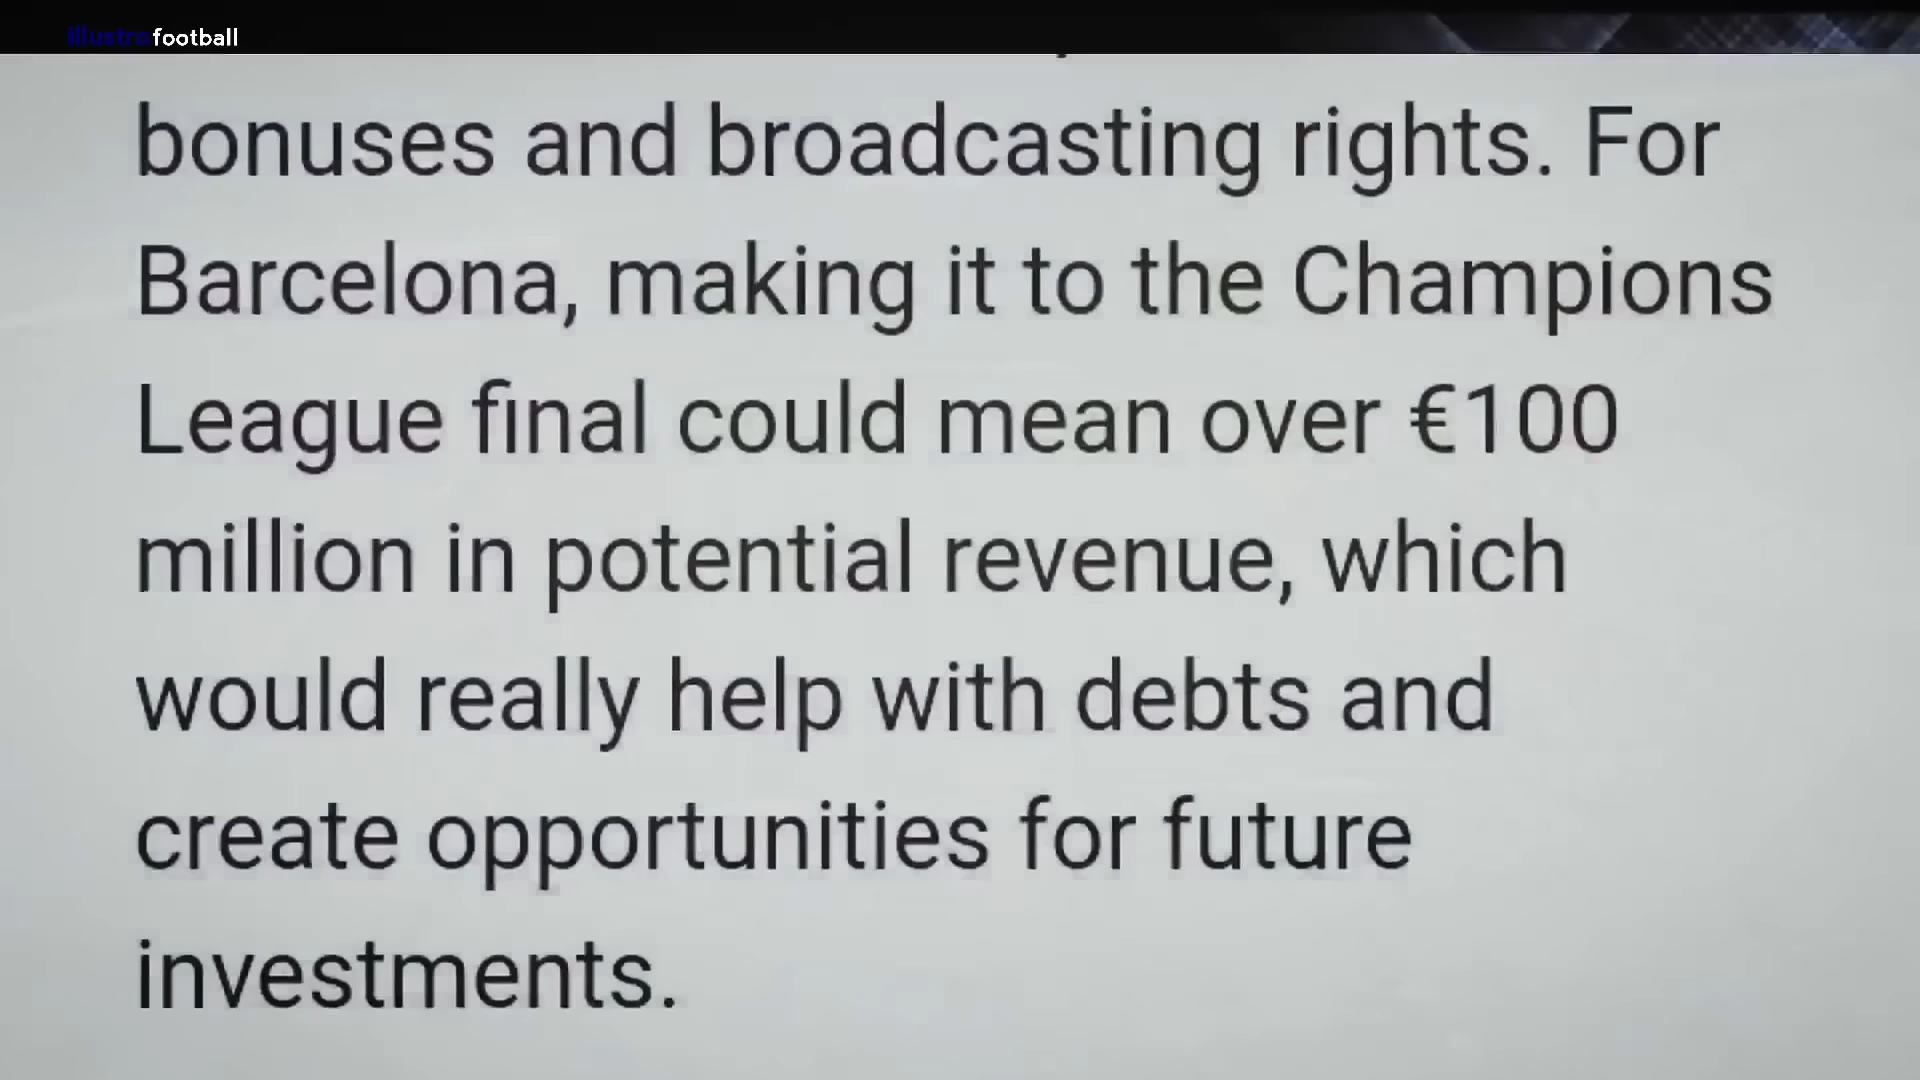 illustrofootball
bonuses and broadcasting rights. For
Barcelona, making it to the Champions
League final could mean over €100
million in potential revenue, which
would really help with debts and
create opportunities for future
investments.